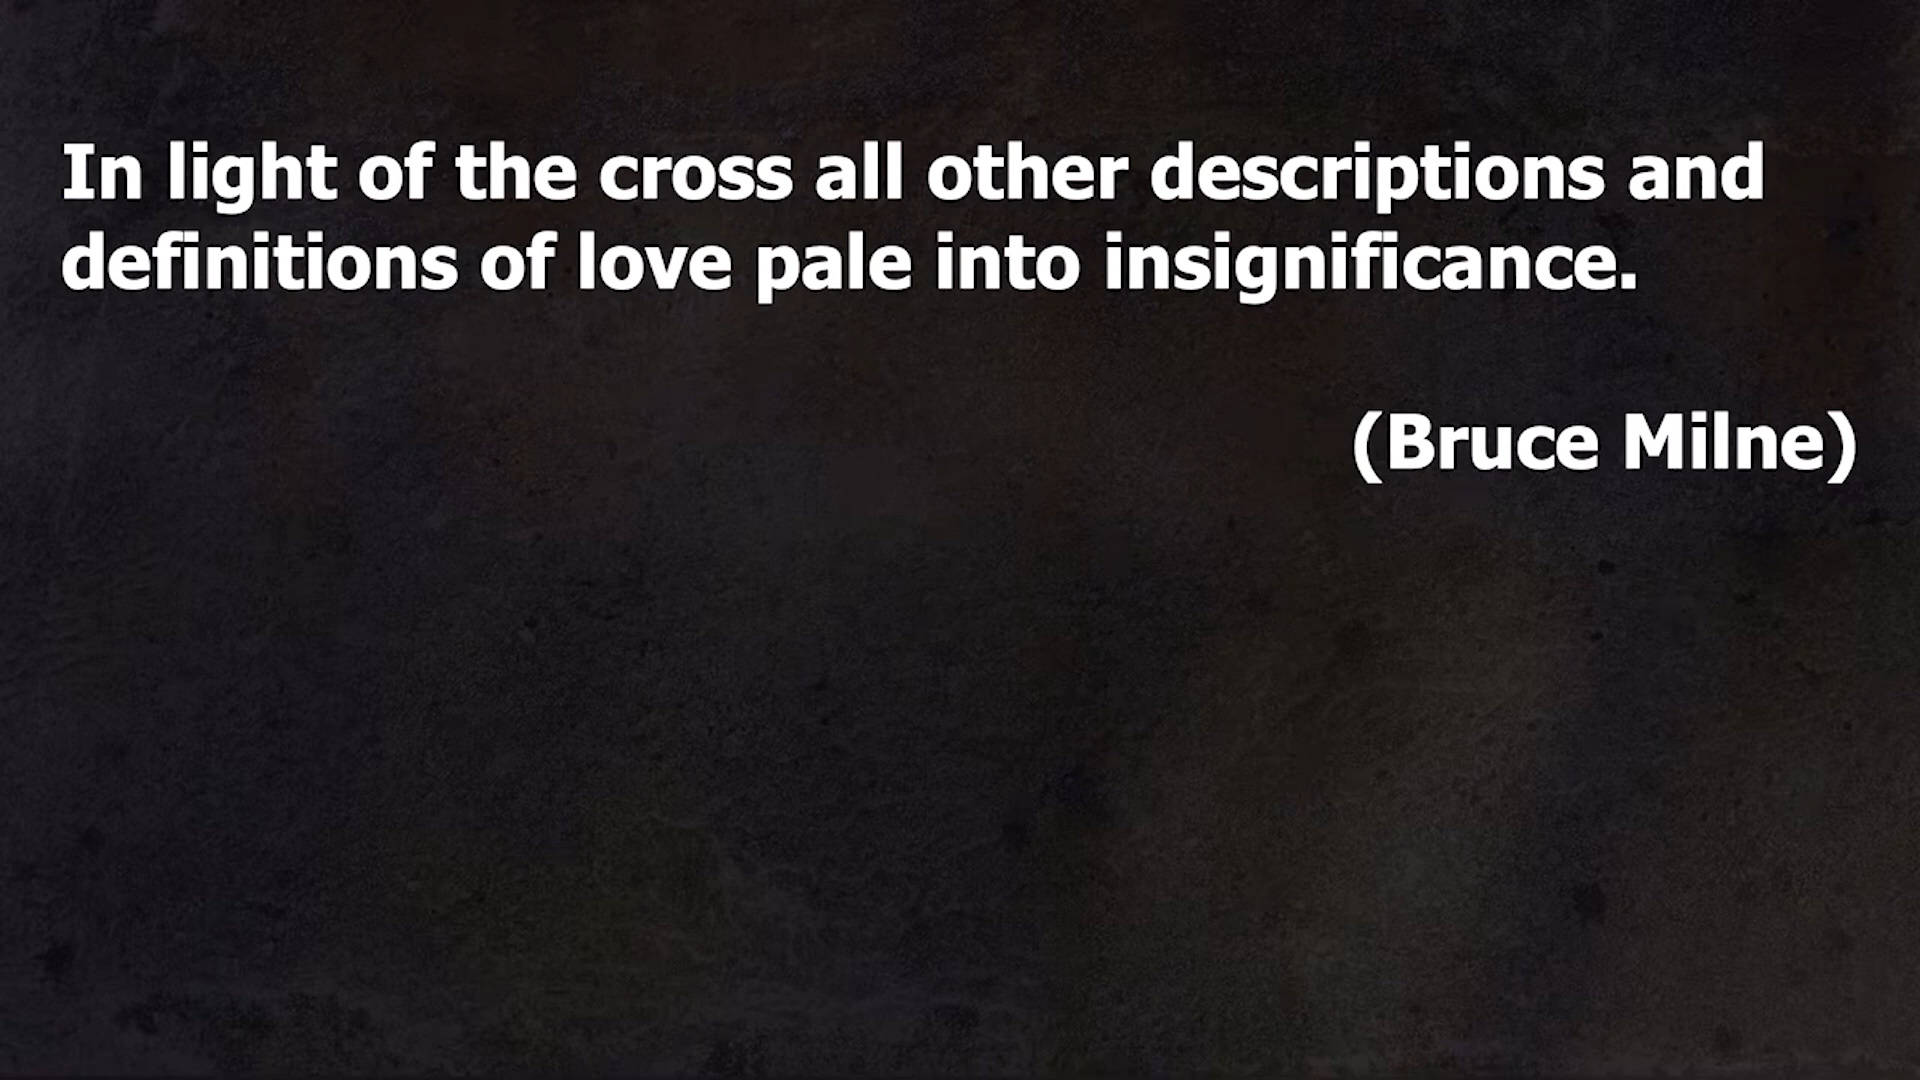 In light of the cross all other descriptions and
definitions of love pale into insignificance.
(Bruce Milne)